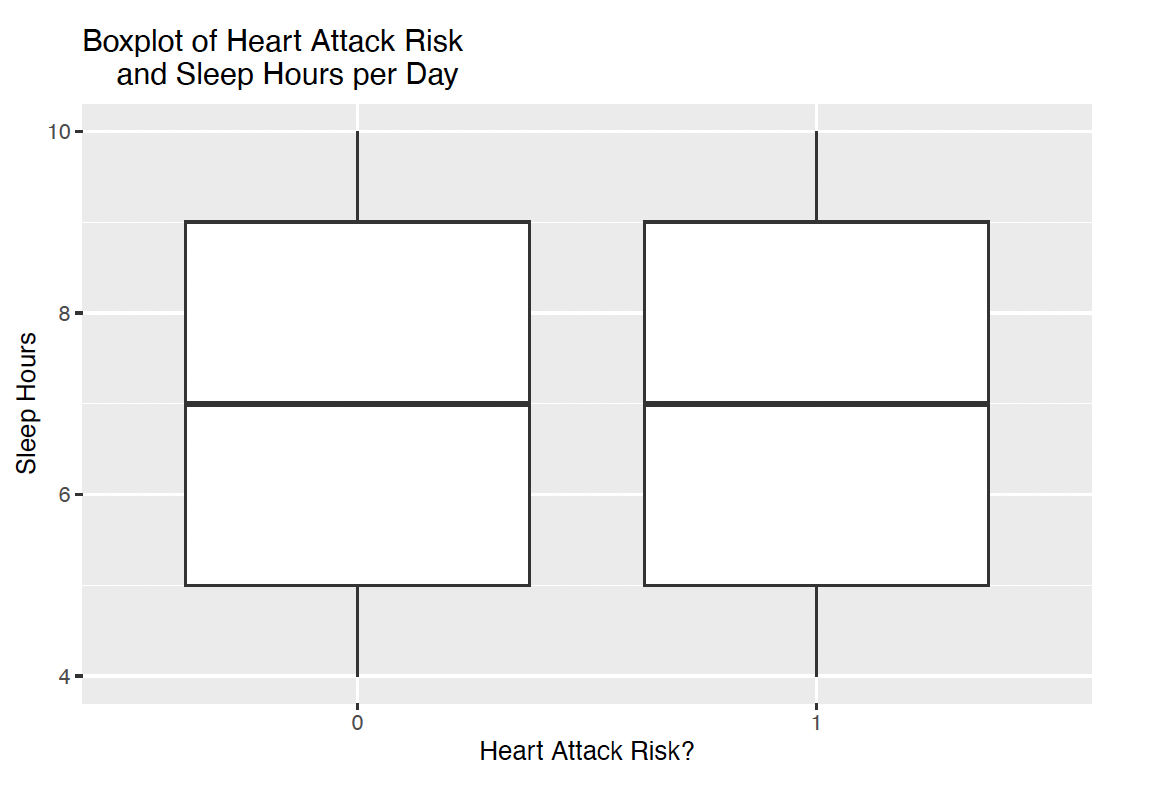 Boxplot of Heart Attack Risk
and Sleep Hours per Day
10
8
6
4
Sleep Hours
0 1
Heart Attack Risk?